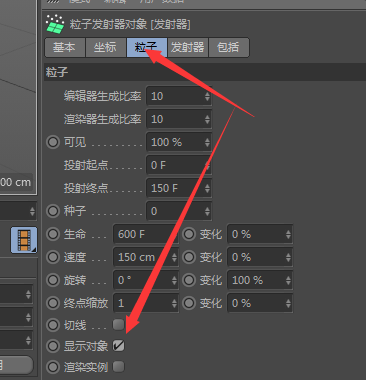 粒子发射器对象 [发射器]
基本 坐标 粒子 发射器 包括
粒子
编辑器生成比率 10
渲染器生成比率 10
可见 . . . . . . . . 100 %
投射起点 . . . . 0 F
00 cm
投射终点 . . . . 150 F
种子 . . . . . . . . 0
生命 . . . 600 F 变化 0 %
速度 . . . 150 cm 变化 0 %
旋转 . . . 0 ° 变化 100 %
终点缩放 1 变化 0 %
切线 . . .
显示对象
渲染实例